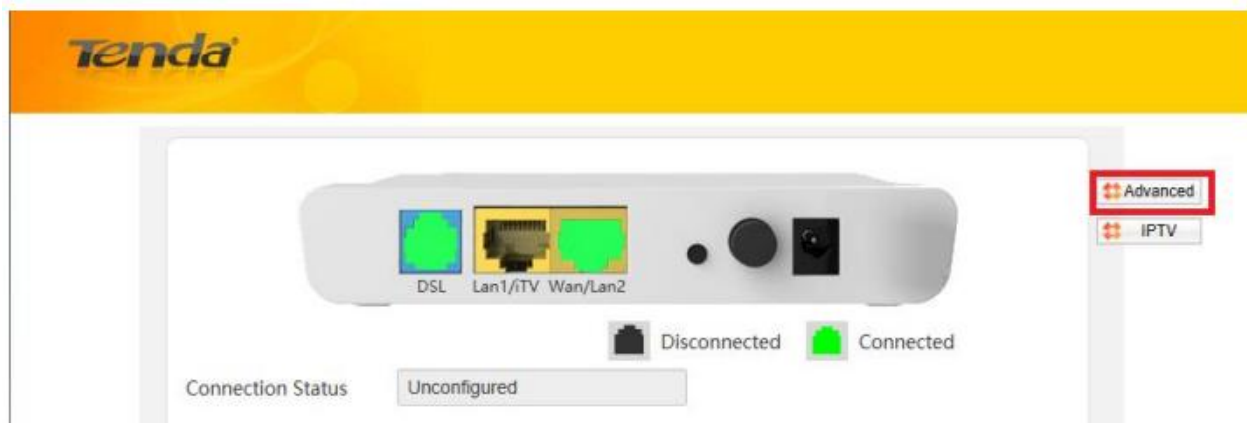 Tenda
Advanced
IPTV
DSL Lan1/iTV Wan/Lan2
Disconnected Connected
Connection Status Unconfigured